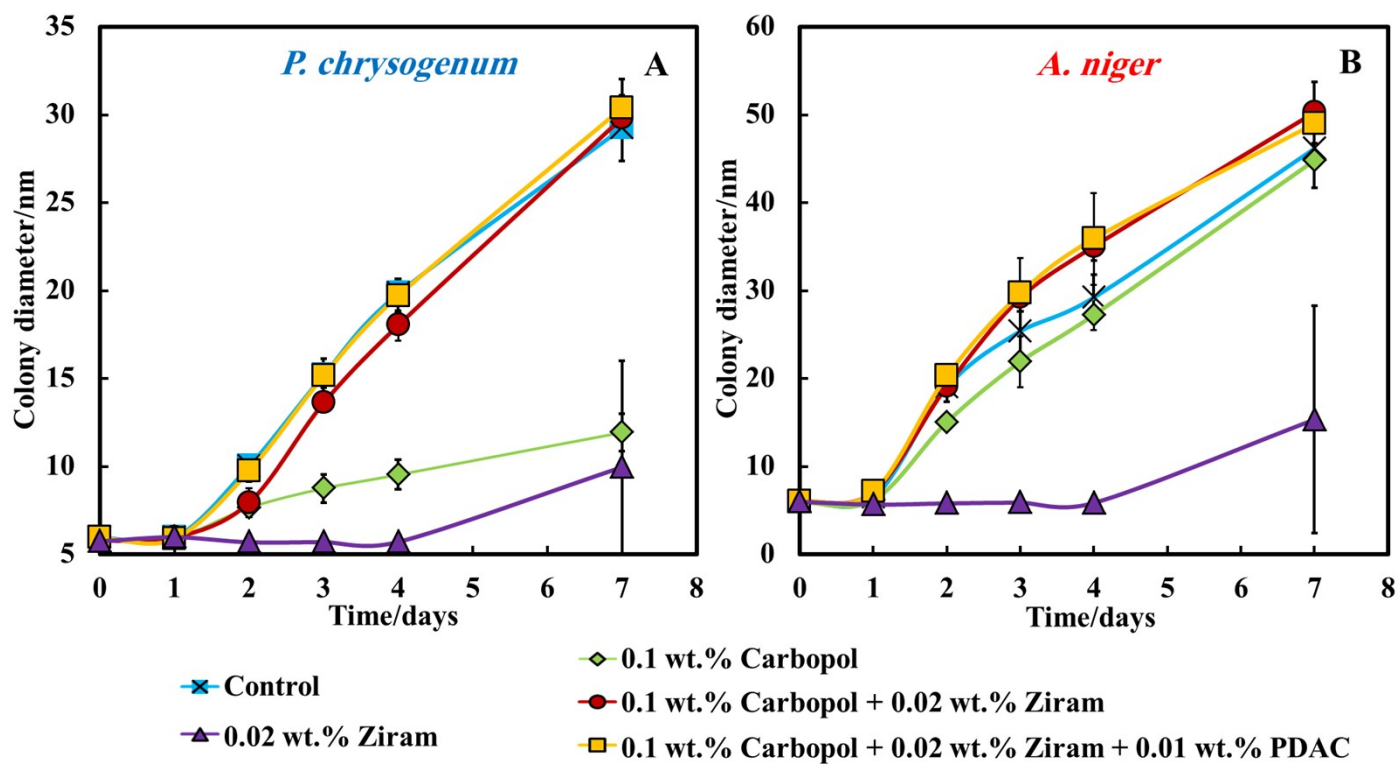 P. chrysogenum
A
35
30
25
20
15
10
5
Colony diameter/nm
0 1 2 3 4 5 6 7 8
Time/days
A. niger
B
60
50
40
30
20
10
0
Colony diameter/nm
0 1 2 3 4 5 6 7 8
Time/days
Control
0.02 wt.% Ziram
0.1 wt.% Carbopol
0.1 wt.% Carbopol + 0.02 wt.% Ziram
0.1 wt.% Carbopol + 0.02 wt.% Ziram + 0.01 wt.% PDAC